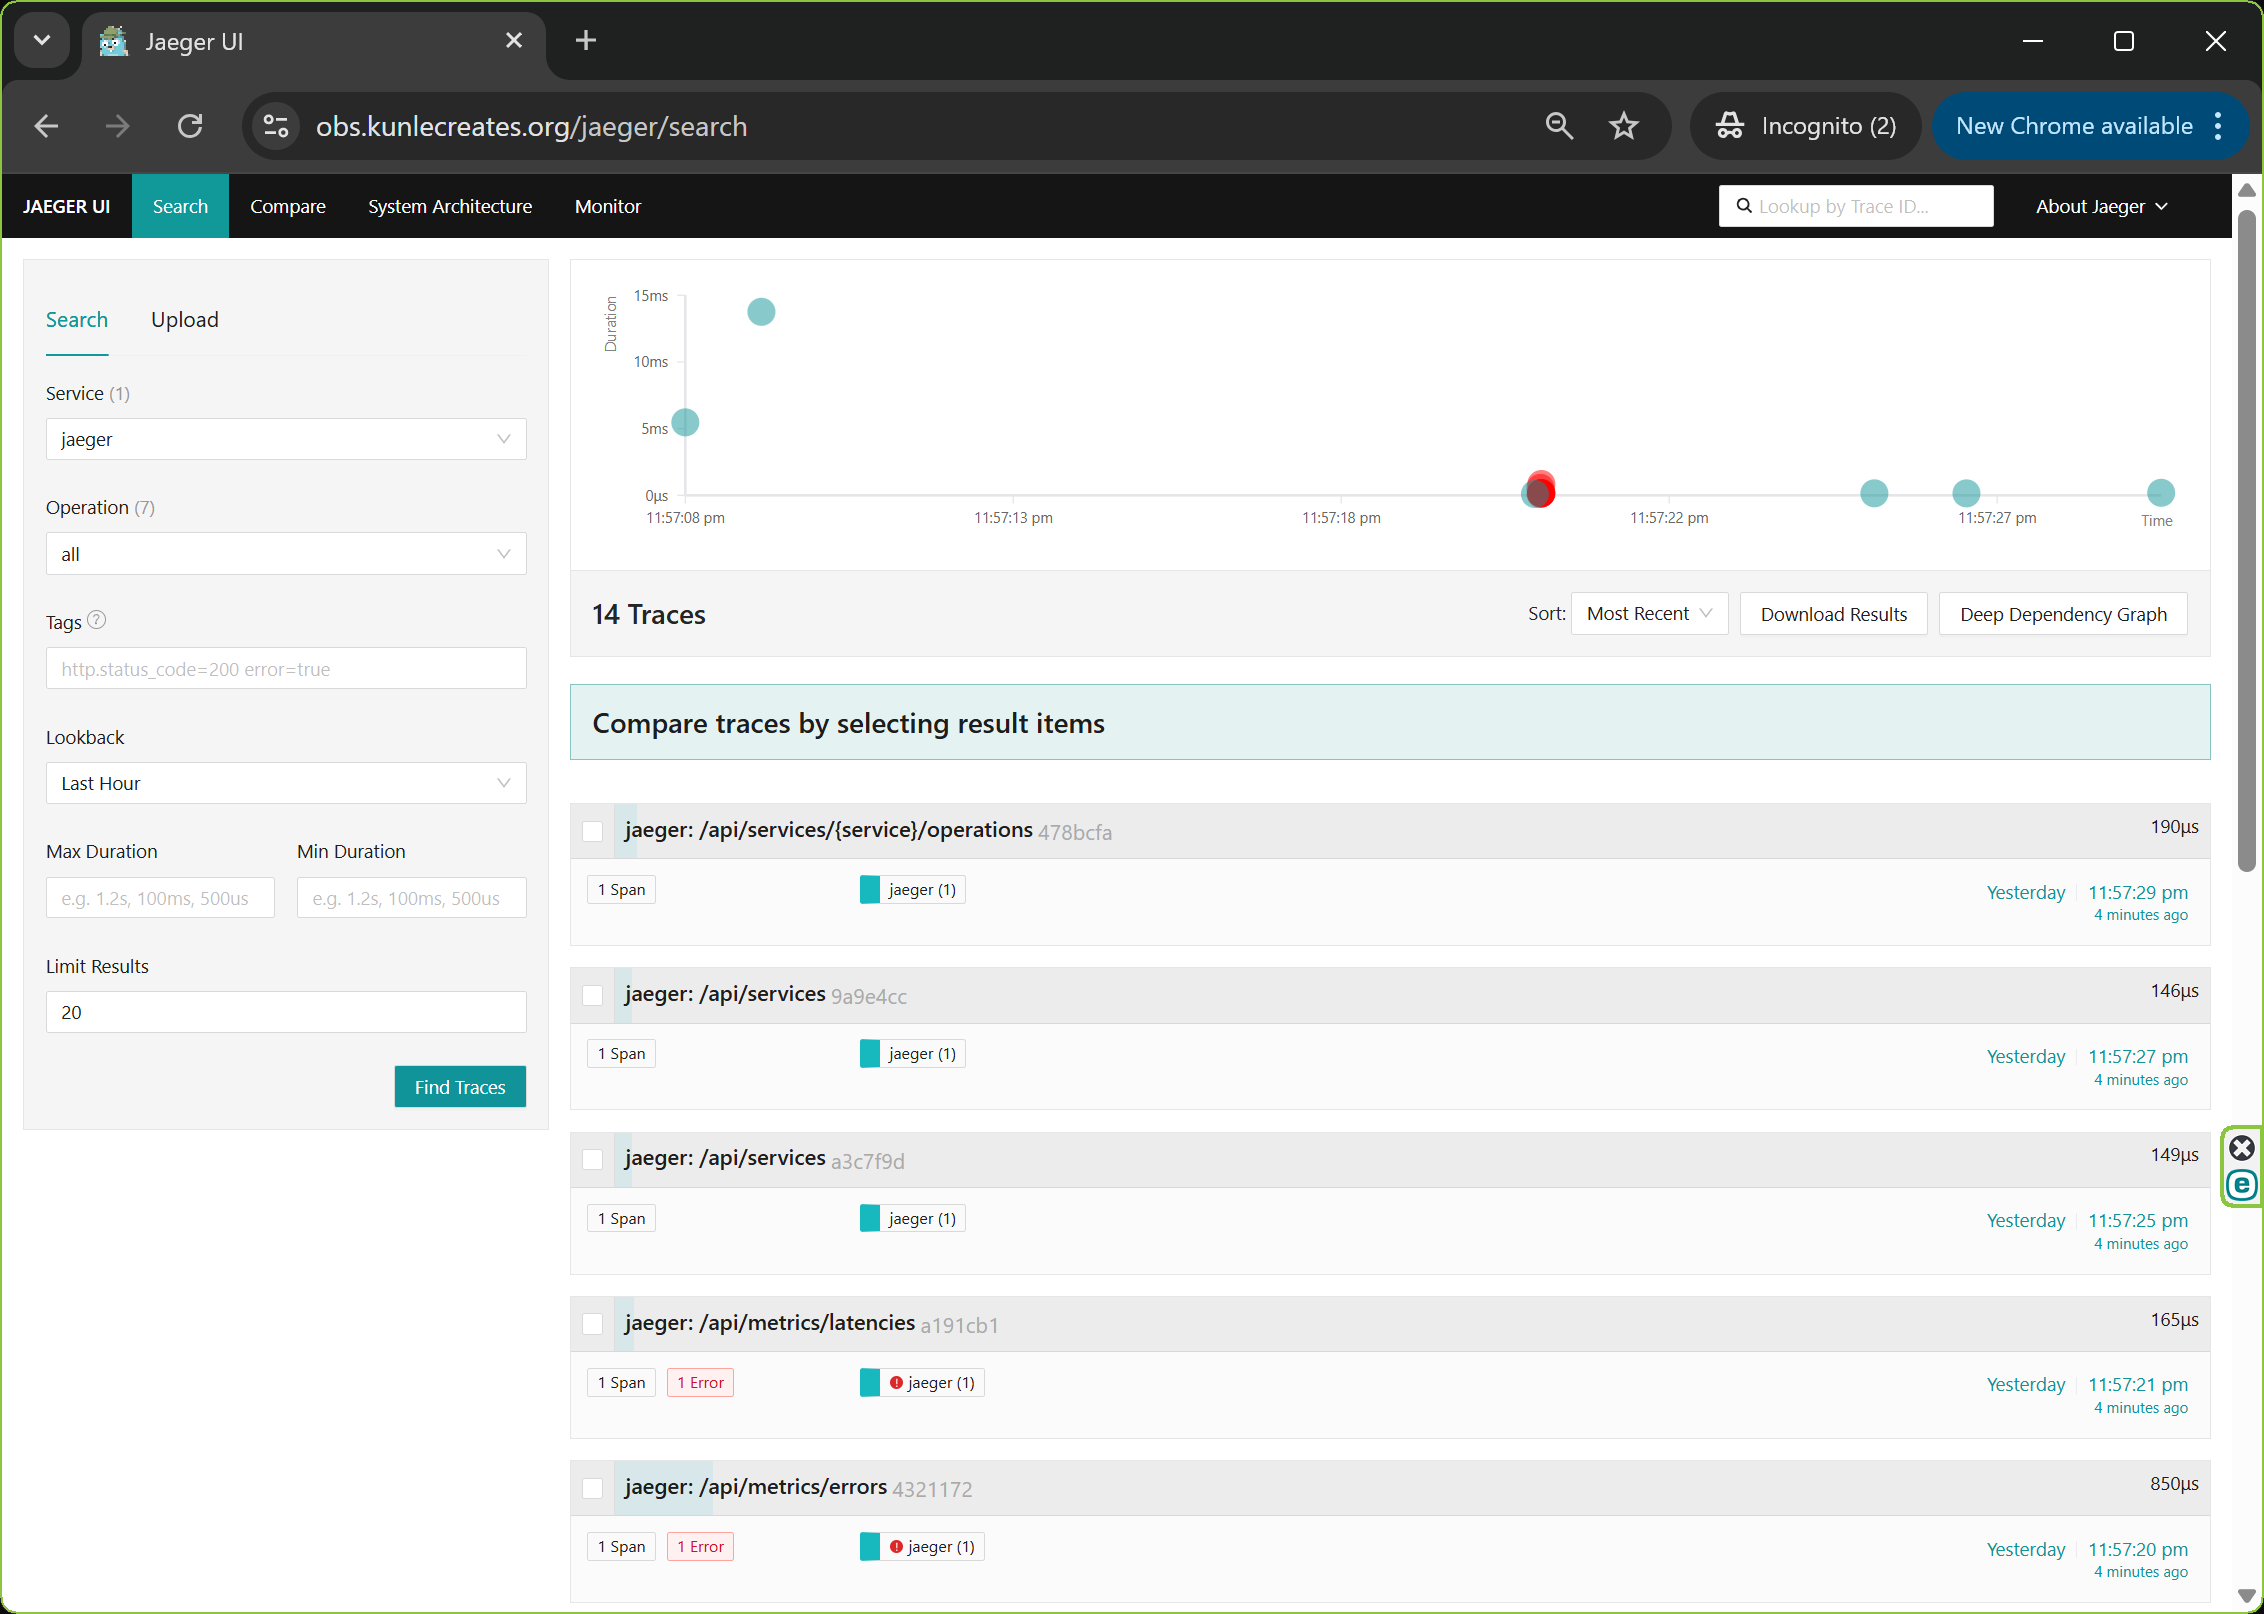 Jaeger UI
obs.kunlecreates.org/jaeger/search
Incognito (2)
New Chrome available
JAEGER UI
Search
Compare
System Architecture
Monitor
Lookup by Trace ID...
About Jaeger
Search
Upload
Service (1)
jaeger
Operation (7)
all
Tags ?
http.status_code=200 error=true
Lookback
Last Hour
Max Duration
Min Duration
e.g. 1.2s, 100ms, 500us
e.g. 1.2s, 100ms, 500us
Limit Results
20
Find Traces
Duration
15ms
10ms
5ms
0μs
11:57:08 pm
11:57:13 pm
11:57:18 pm
11:57:22 pm
11:57:27 pm
Time
14 Traces
Sort:
Most Recent
Download Results
Deep Dependency Graph
Compare traces by selecting result items
jaeger: /api/services/{service}/operations 478bcfa
190μs
1 Span
jaeger (1)
Yesterday
11:57:29 pm
4 minutes ago
jaeger: /api/services 9a9e4cc
146μs
1 Span
jaeger (1)
Yesterday
11:57:27 pm
4 minutes ago
jaeger: /api/services a3c7f9d
149μs
1 Span
jaeger (1)
Yesterday
11:57:25 pm
4 minutes ago
jaeger: /api/metrics/latencies a191cb1
165μs
1 Span
1 Error
jaeger (1)
Yesterday
11:57:21 pm
4 minutes ago
jaeger: /api/metrics/errors 4321172
850μs
1 Span
1 Error
jaeger (1)
Yesterday
11:57:20 pm
4 minutes ago
e